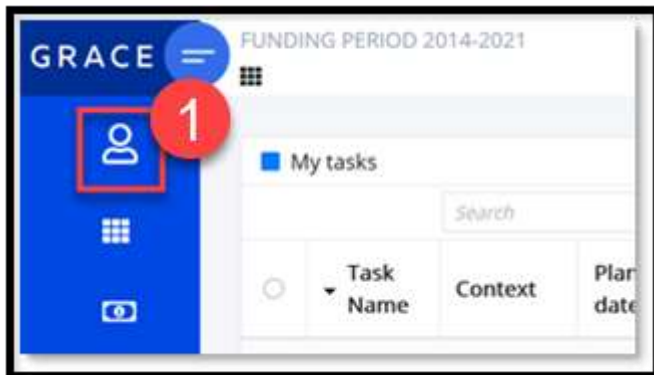 GRACE
FUNDING PERIOD 2014-2021
1
My tasks
Search
Task
Name
Context
Plan
date